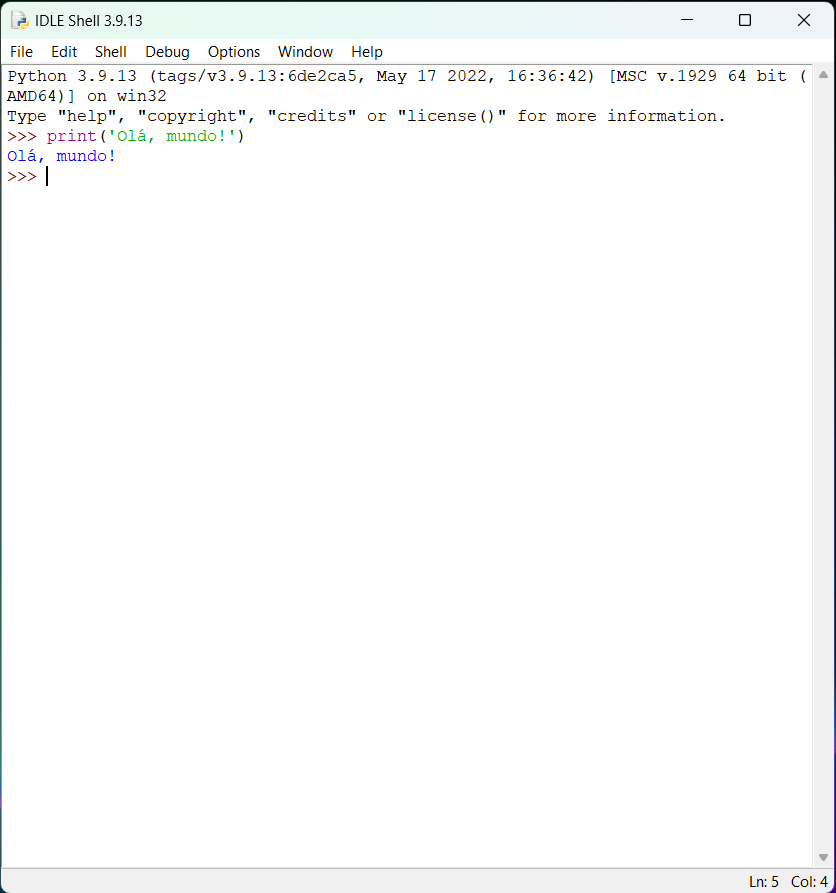 IDLE Shell 3.9.13
File Edit Shell Debug Options Window Help
Python 3.9.13 (tags/v3.9.13:6de2ca5, May 17 2022, 16:36:42) [MSC v.1929 64 bit (
AMD64)] on win32
Type "help", "copyright", "credits" or "license()" for more information.
>>> print('Olá, mundo!')
Olá, mundo!
>>>
Ln: 5 Col: 4